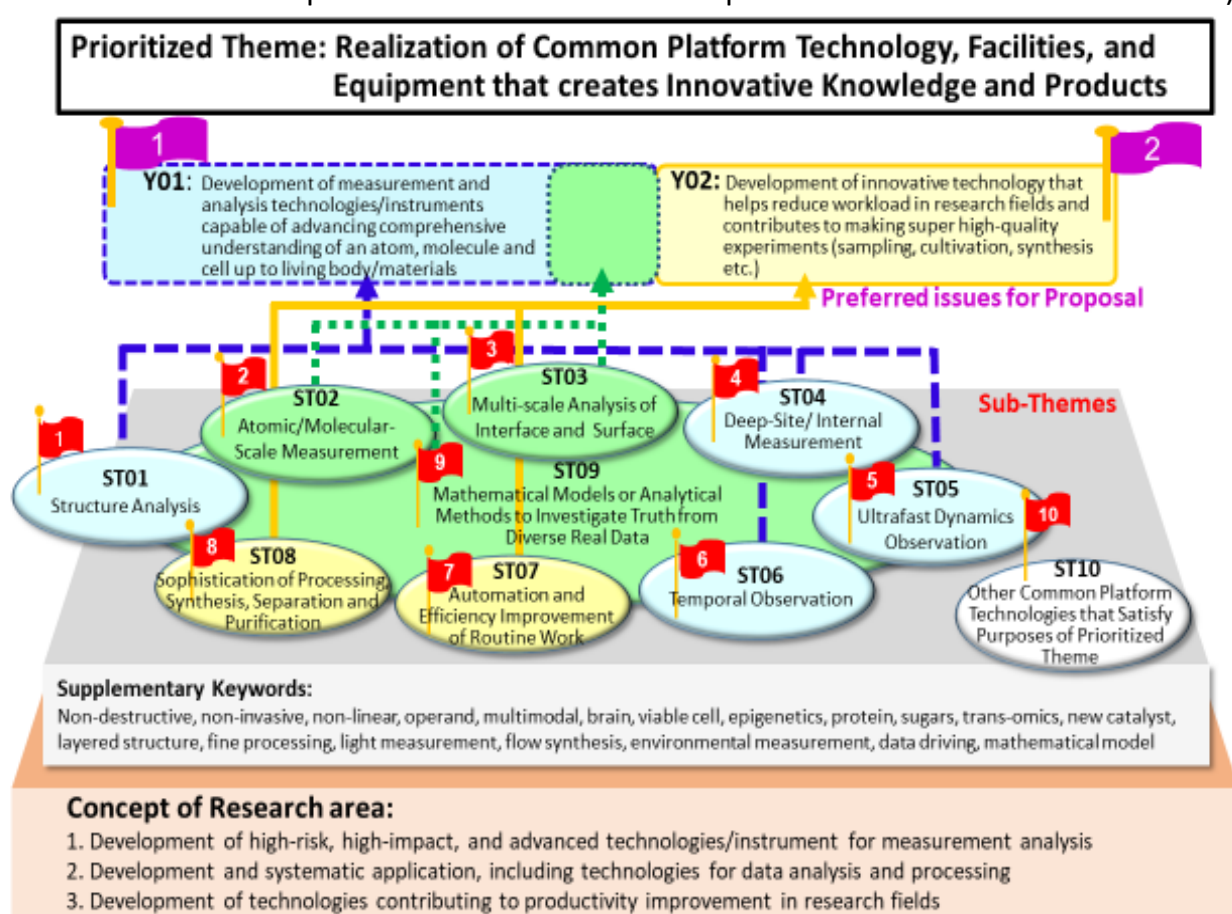 Prioritized Theme: Realization of Common Platform Technology, Facilities, and
Equipment that creates Innovative Knowledge and Products
1
2
Y01: Development of measurement and
analysis technologies/instruments
capable of advancing comprehensive
understanding of an atom, molecule and
cell up to living body/materials
Y02: Development of innovative technology that
helps reduce workload in research fields and
contributes to making super high-quality
experiments (sampling, cultivation, synthesis
etc.)
Preferred issues for Proposal
Sub-Themes
1
ST01
Structure Analysis
2
ST02
Atomic/Molecular-
Scale Measurement
3
ST03
Multi-scale Analysis of
Interface and Surface
4
ST04
Deep-Site/ Internal
Measurement
5
ST05
Ultrafast Dynamics
Observation
9
ST09
Mathematical Models or Analytical
Methods to Investigate Truth from
Diverse Real Data
8
ST08
Sophistication of Processing,
Synthesis, Separation and
Purification
7
ST07
Automation and
Efficiency Improvement
of Routine Work
6
ST06
Temporal Observation
10
ST10
Other Common Platform
Technologies that Satisfy
Purposes of Prioritized
Theme
Supplementary Keywords:
Non-destructive, non-invasive, non-linear, operand, multimodal, brain, viable cell, epigenetics, protein, sugars, trans-omics, new catalyst,
layered structure, fine processing, light measurement, flow synthesis, environmental measurement, data driving, mathematical model
Concept of Research area:
1. Development of high-risk, high-impact, and advanced technologies/instrument for measurement analysis
2. Development and systematic application, including technologies for data analysis and processing
3. Development of technologies contributing to productivity improvement in research fields